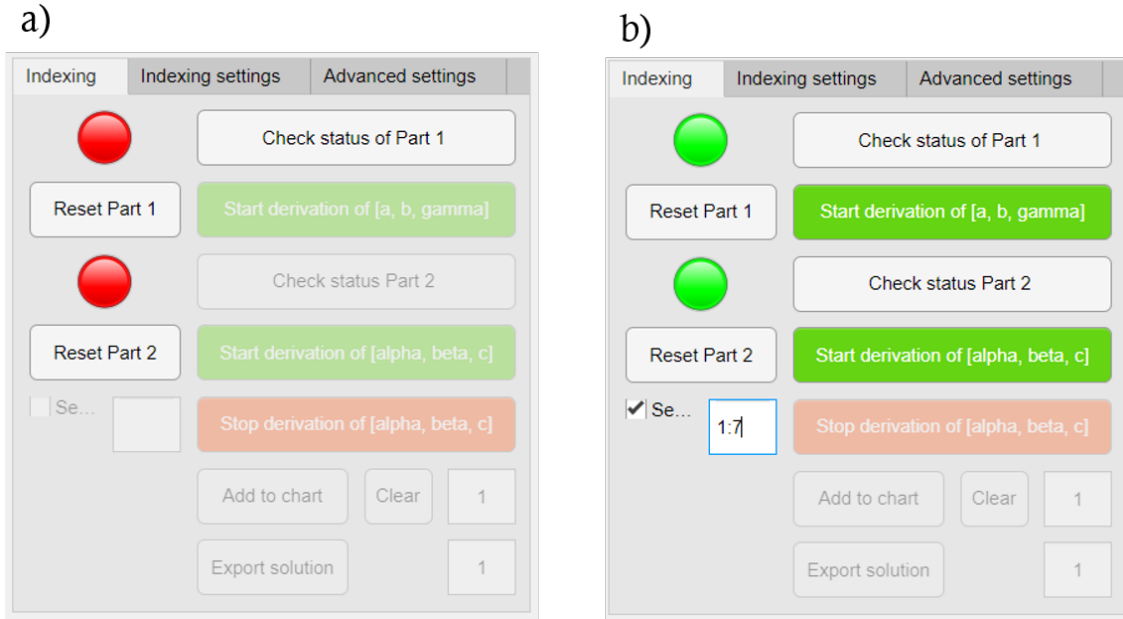 a)
Indexing Indexing settings Advanced settings
Check status of Part 1
Reset Part 1 Start derivation of [a, b, gamma]
Check status Part 2
Reset Part 2 Start derivation of [alpha, beta, c]
Se... Stop derivation of [alpha, beta, c]
Add to chart Clear 1
Export solution 1
b)
Indexing Indexing settings Advanced settings
Check status of Part 1
Reset Part 1 Start derivation of [a, b, gamma]
Check status Part 2
Reset Part 2 Start derivation of [alpha, beta, c]
Se... 1:7 Stop derivation of [alpha, beta, c]
Add to chart Clear 1
Export solution 1